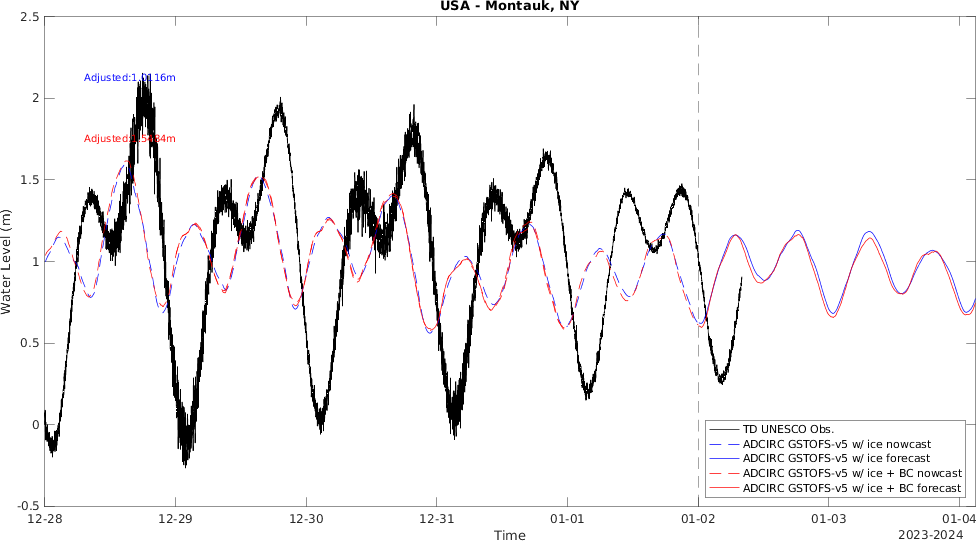 USA - Montauk, NY
2.5
2
1.5
1
0.5
0
-0.5
Water Level (m)
Adjusted:1.0116m
TD UNESCO Obs.
ADCIRC GSTOFS-v5 w/ ice nowcast
ADCIRC GSTOFS-v5 w/ ice forecast
ADCIRC GSTOFS-v5 w/ ice + BC nowcast
ADCIRC GSTOFS-v5 w/ ice + BC forecast
12-28
12-29
12-30
12-31
01-01
01-02
01-03
01-04
Time
2023-2024